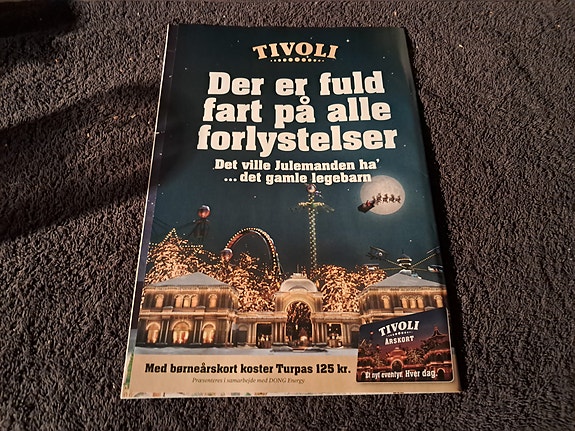 TIVOLI
Der er fuld
fart på alle
forlystelser
Det ville Julemanden ha'
... det gamle legebarn
TIVOLI
ÅRSKORT
Et nyt eventyr. Hver dag.
Med børneårskort koster Turpas 125 kr.
Præsenteres i samarbejde med DONG Energy